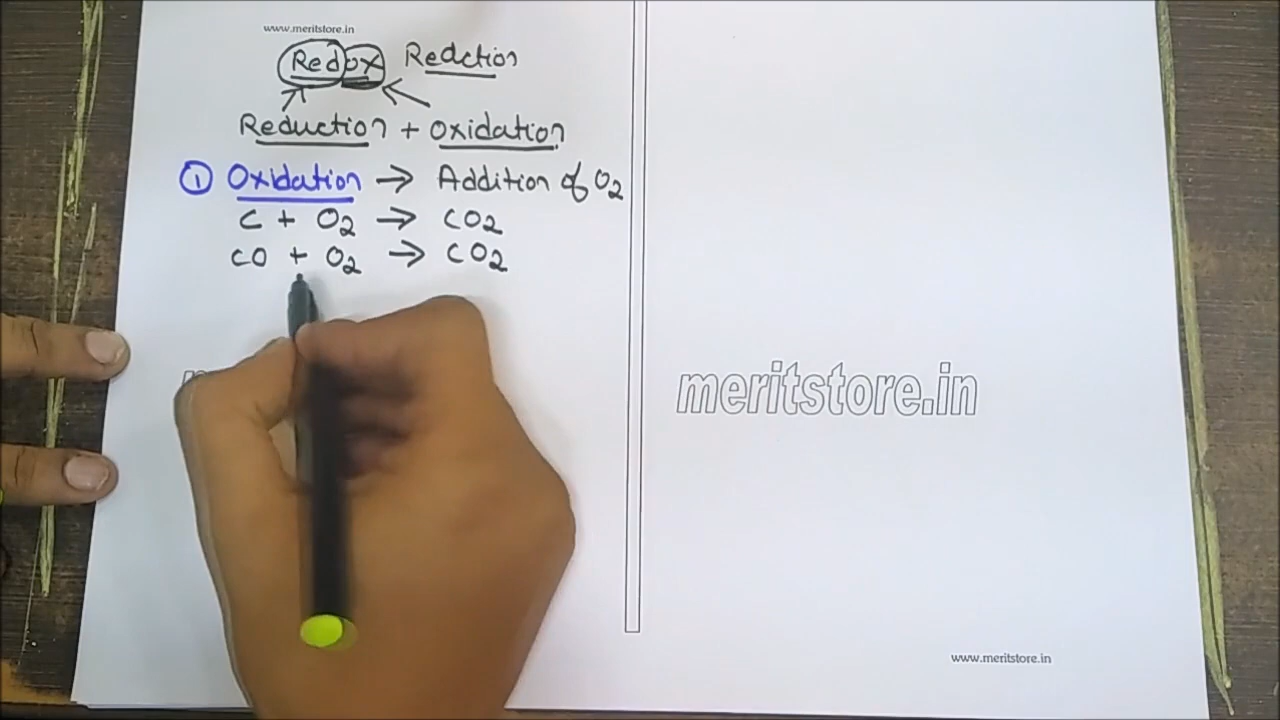 www.meritstore.in
Redox Reaction
Reduction + Oxidation
① Oxidation → Addition of O₂
C + O₂ → CO₂
CO + O₂ → CO₂
meritstore.in
www.meritstore.in